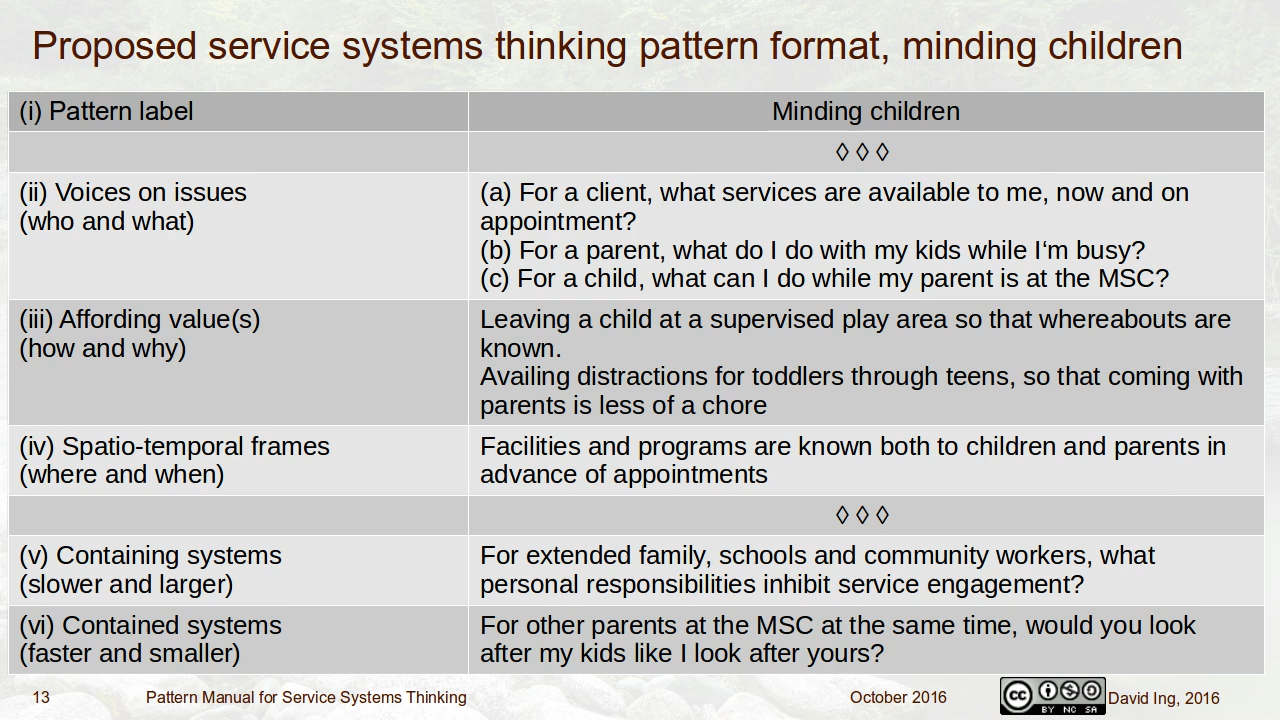 Proposed service systems thinking pattern format, minding children
(i) Pattern label
Minding children
◊ ◊ ◊
(ii) Voices on issues
(who and what)
(a) For a client, what services are available to me, now and on
appointment?
(b) For a parent, what do I do with my kids while I‘m busy?
(c) For a child, what can I do while my parent is at the MSC?
(iii) Affording value(s)
(how and why)
Leaving a child at a supervised play area so that whereabouts are
known.
Availing distractions for toddlers through teens, so that coming with
parents is less of a chore
(iv) Spatio-temporal frames
(where and when)
Facilities and programs are known both to children and parents in
advance of appointments
◊ ◊ ◊
(v) Containing systems
(slower and larger)
For extended family, schools and community workers, what
personal responsibilities inhibit service engagement?
(vi) Contained systems
(faster and smaller)
For other parents at the MSC at the same time, would you look
after my kids like I look after yours?
13
Pattern Manual for Service Systems Thinking
October 2016
cc
BY NC SA
David Ing, 2016